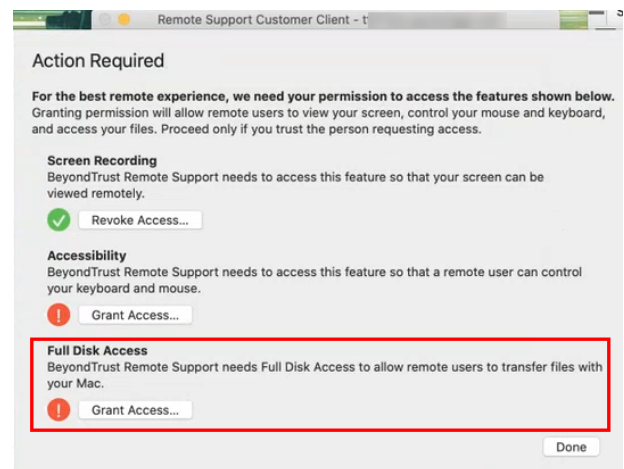 Remote Support Customer Client - t
Action Required
For the best remote experience, we need your permission to access the features shown below.
Granting permission will allow remote users to view your screen, control your mouse and keyboard,
and access your files. Proceed only if you trust the person requesting access.
Screen Recording
BeyondTrust Remote Support needs to access this feature so that your screen can be
viewed remotely.
Revoke Access...
Accessibility
BeyondTrust Remote Support needs to access this feature so that a remote user can control
your keyboard and mouse.
! Grant Access...
Full Disk Access
BeyondTrust Remote Support needs Full Disk Access to allow remote users to transfer files with
your Mac.
! Grant Access...
Done